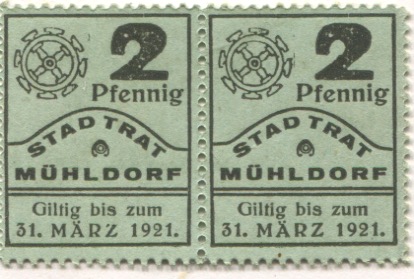 2
Pfennig
STADTRAT
MÜHLDORF
Giltig bis zum
31. MÄRZ 1921.
2
Pfennig
STADTRAT
MÜHLDORF
Giltig bis zum
31. MÄRZ 1921.